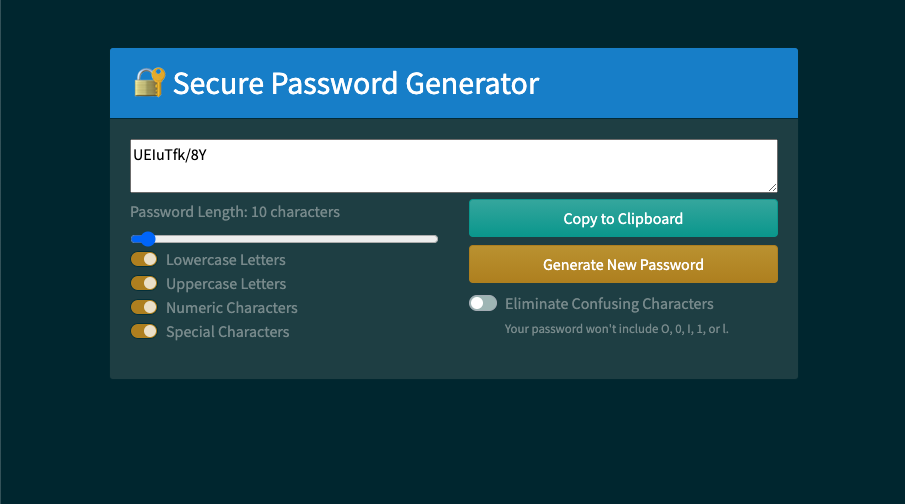 Secure Password Generator
UEIuTfk/8Y
Password Length: 10 characters
Lowercase Letters
Uppercase Letters
Numeric Characters
Special Characters
Copy to Clipboard
Generate New Password
Eliminate Confusing Characters
Your password won't include O, 0, I, 1, or l.